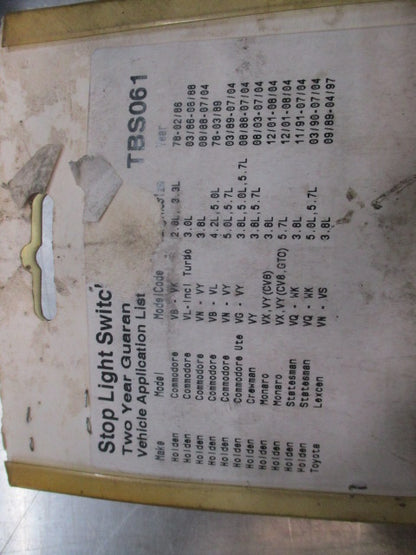 Stop Light Switc
TBS061
Two Year Guaran
Vehicle Application List
Make Model ModelCode Year
Holden Commodore VB - VK 2.8L, 3.3L 78-02/86
Holden Commodore VL-incl Turbo 3.0L 03/86-08/88
Holden Commodore VN - VY 3.8L 08/88-07/04
Holden Commodore VB - VL 4.2L,5.0L 78-03/89
Holden Commodore VN - VY 5.0L,5.7L 03/89-07/04
Holden Commodore Ute VG - VY 3.8L,5.0L,5.7L 08/88-07/04
Holden Crewman VY 3.8L,5.7L 08/03-07/04
Holden Monaro VX,VY(CV8) 3.8L 12/01-08/04
Holden Monaro VX,VY(CV8,GTO) 5.7L 12/01-08/04
Holden Statesman VQ - WK 3.8L 11/91-07/04
Holden Statesman VQ - WK 5.0L,5.7L 03/90-07/04
Toyota Lexcen VN - VS 3.8L 09/89-04/97